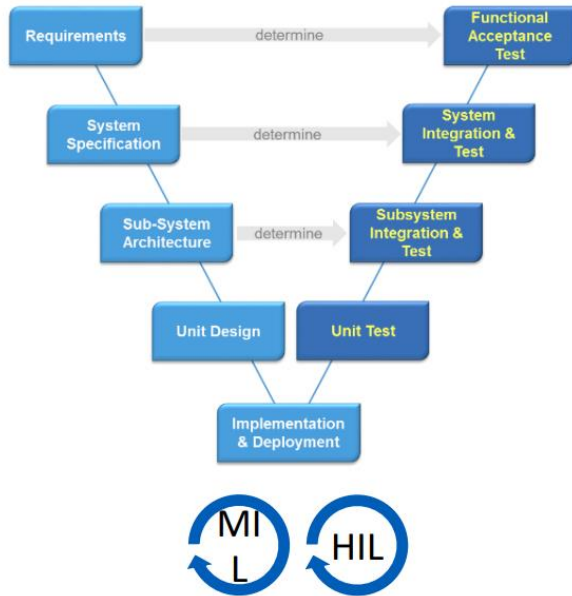 Requirements
determine
Functional
Acceptance
Test
System
Specification
determine
System
Integration &
Test
Sub-System
Architecture
determine
Subsystem
Integration &
Test
Unit Design
Unit Test
Implementation
& Deployment
MI
L
HIL